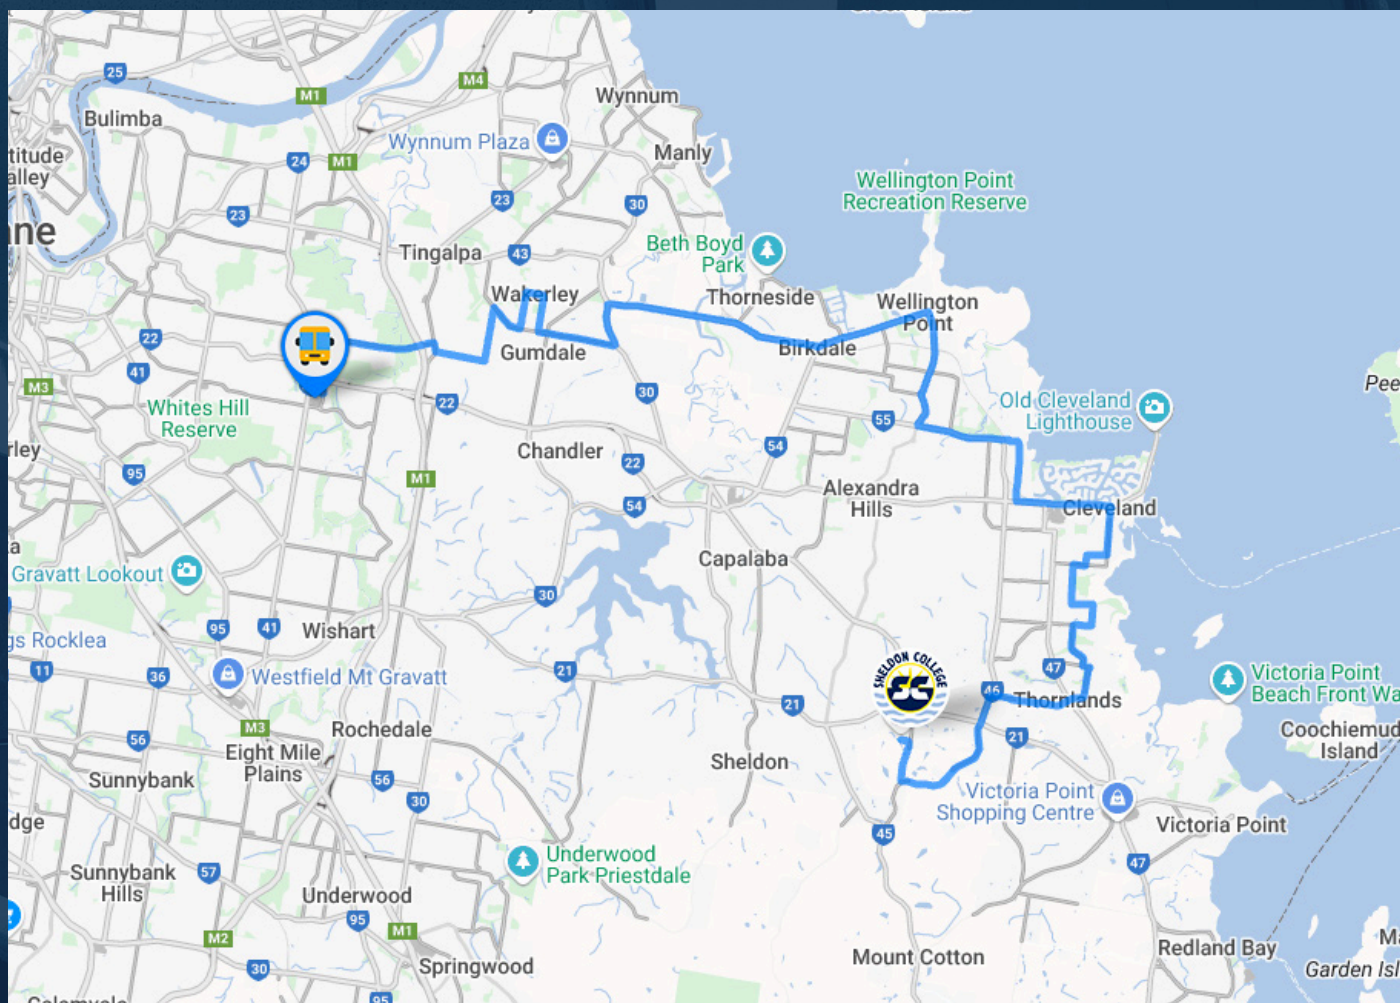 25
M1
M4
Wynnum
Bulimba
Wynnum Plaza
24
M1
Manly
titude
alley
Wellington Point
Recreation Reserve
23
23
30
ne
Tingalpa
43
Beth Boyd
Park
Wakerley
Thorneside
Wellington
Point
22
Gumdale
Birkdale
41
M3
30
Pee
Whites Hill
Reserve
22
55
Old Cleveland
Lighthouse
rley
Chandler
54
95
22
M1
Alexandra
Hills
54
Cleveland
a
Capalaba
Gravatt Lookout
30
95
41
Wishart
gs Rocklea
11
36
Westfield Mt Gravatt
21
SHELDON COLLEGE
SC
47
Victoria Point
Beach Front Wa
46
Thornlands
21
M3
Rochedale
21
Coochiemud
Island
56
Eight Mile
Plains
Sheldon
Sunnybank
56
30
Victoria Point
Shopping Centre
dge
45
Victoria Point
Underwood
Park Priestdale
47
Sunnybank
Hills
57
Underwood
95
M2
M1
Mount Cotton
Redland Bay
30
Springwood
Garden Isl
95